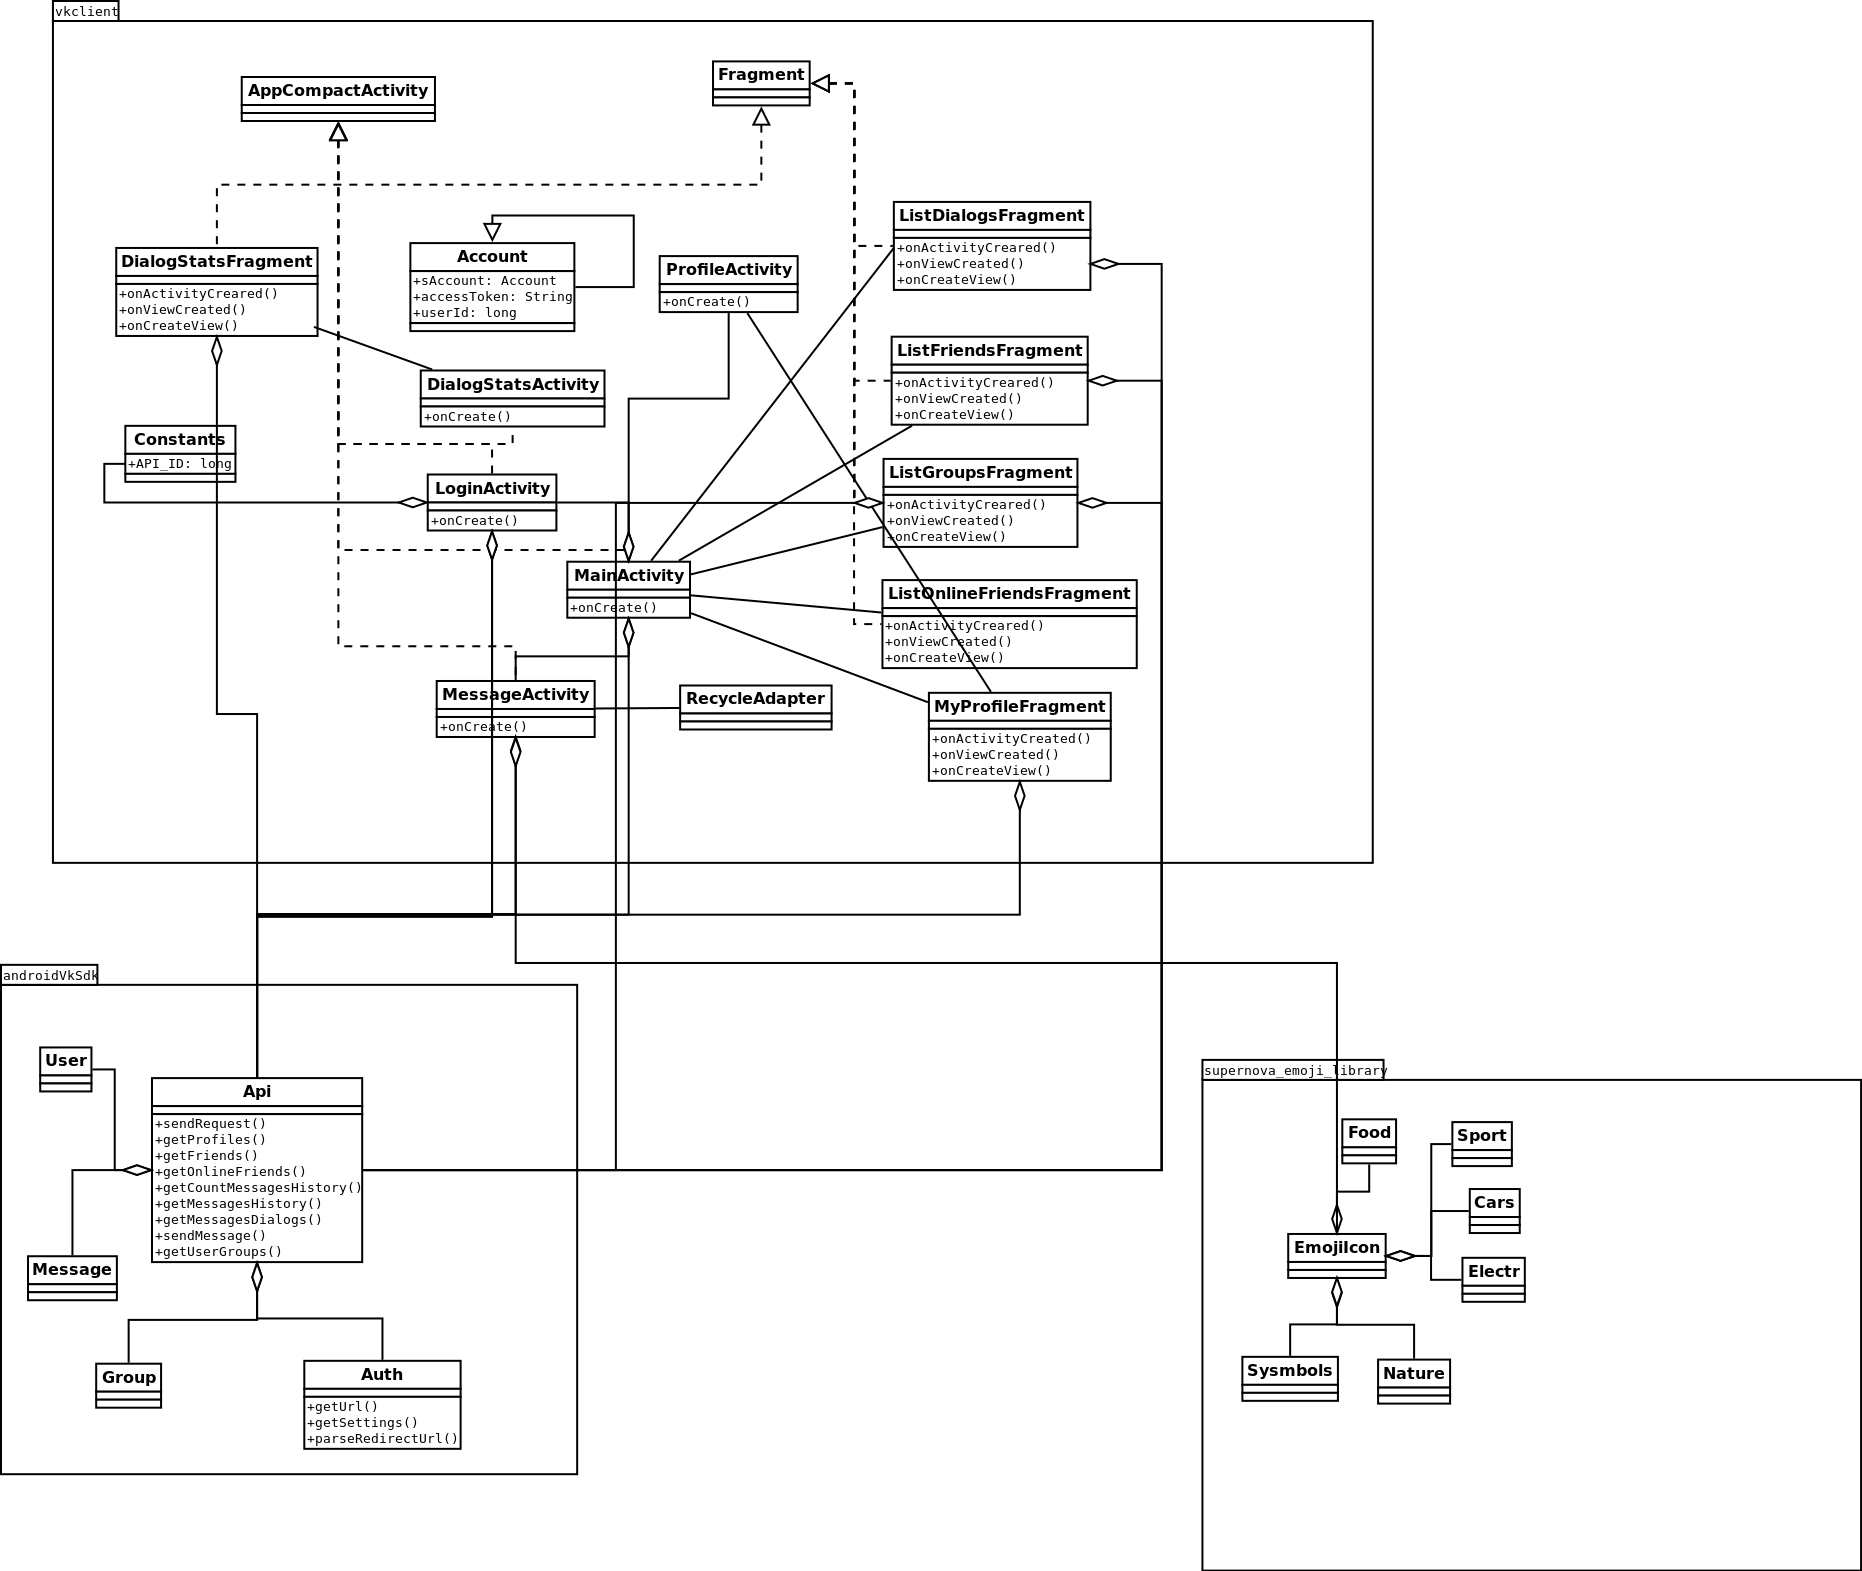 vkclient
AppCompactActivity
Fragment
DialogStatsFragment
+onActivityCreared()
+onViewCreated()
+onCreateView()
Account
+sAccount: Account
+accessToken: String
+userId: long
ProfileActivity
+onCreate()
ListDialogsFragment
+onActivityCreared()
+onViewCreated()
+onCreateView()
DialogStatsActivity
+onCreate()
ListFriendsFragment
+onActivityCreared()
+onViewCreated()
+onCreateView()
Constants
+API_ID: long
LoginActivity
+onCreate()
ListGroupsFragment
+onActivityCreared()
+onViewCreated()
+onCreateView()
MainActivity
+onCreate()
ListOnlineFriendsFragment
+onActivityCreared()
+onViewCreated()
+onCreateView()
MessageActivity
+onCreate()
RecycleAdapter
MyProfileFragment
+onActivityCreated()
+onViewCreated()
+onCreateView()
androidVkSdk
User
Api
+sendRequest()
+getProfiles()
+getFriends()
+getOnlineFriends()
+getCountMessagesHistory()
+getMessagesHistory()
+getMessagesDialogs()
+sendMessage()
+getUserGroups()
Message
Group
Auth
+getUrl()
+getSettings()
+parseRedirectUrl()
supernova_emoji_library
Food
Sport
Cars
EmojiIcon
Electr
Sysmbols
Nature